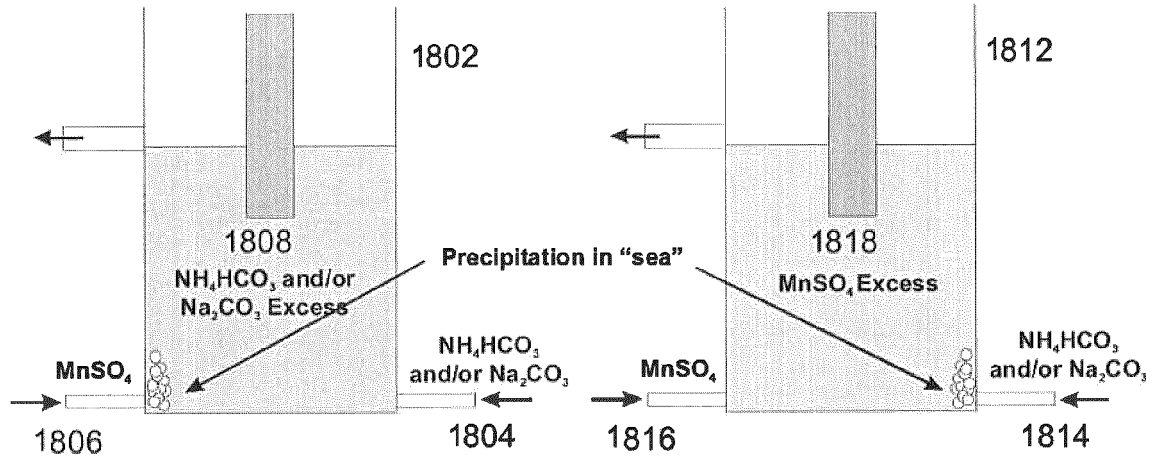 1802
1812
1808
1818
Precipitation in “sea”
NH₄HCO₃ and/or
Na₂CO₃ Excess
MnSO₄ Excess
MnSO₄
NH₄HCO₃
and/or Na₂CO₃
MnSO₄
NH₄HCO₃
and/or Na₂CO₃
1806
1804
1816
1814